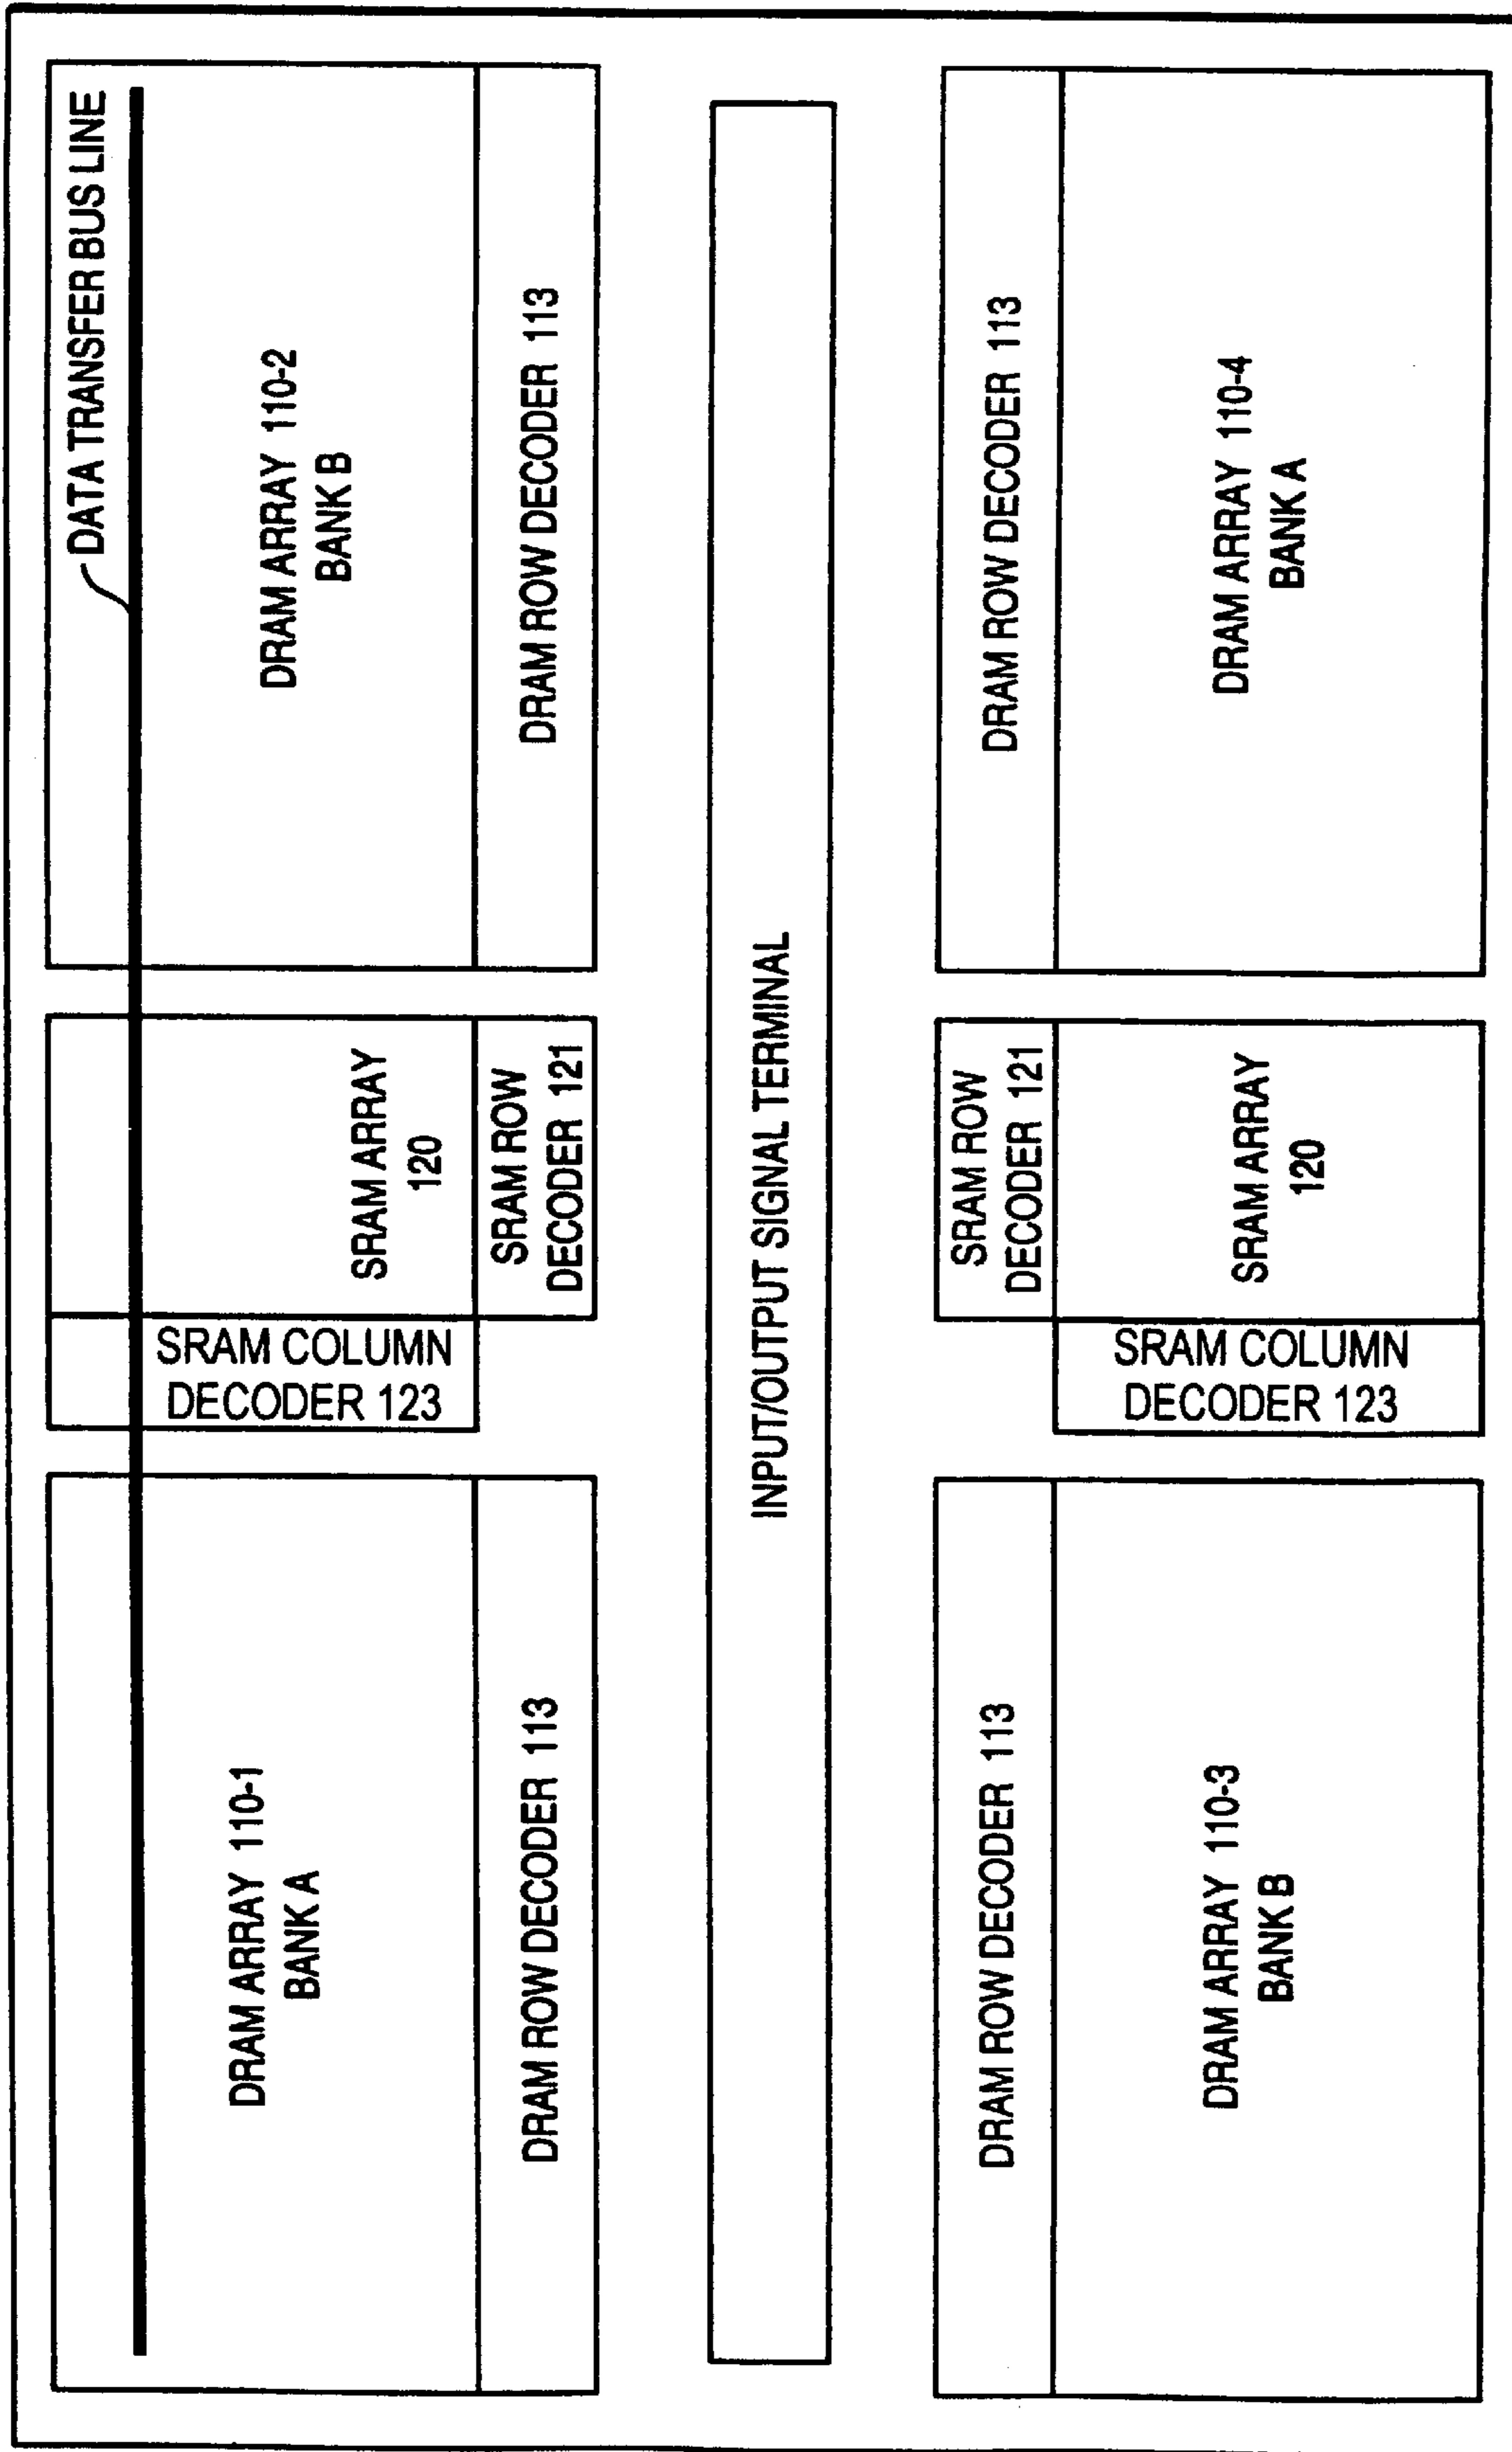 DATA TRANSFER BUS LINE
DRAM ARRAY 110-1
BANK A
DRAM ROW DECODER 113
SRAM COLUMN
DECODER 123
SRAM ARRAY
120
SRAM ROW
DECODER 121
DRAM ARRAY 110-2
BANK B
DRAM ROW DECODER 113
INPUT/OUTPUT SIGNAL TERMINAL
DRAM ROW DECODER 113
DRAM ARRAY 110-3
BANK B
SRAM COLUMN
DECODER 123
SRAM ROW
DECODER 121
SRAM ARRAY
120
DRAM ROW DECODER 113
DRAM ARRAY 110-4
BANK A